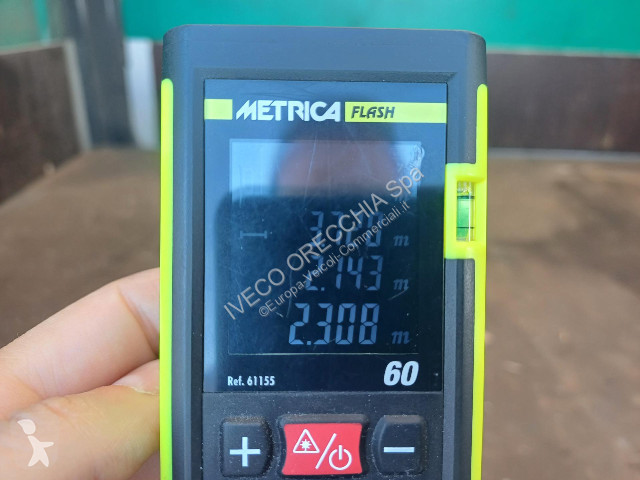 METRICA FLASH
m
2.143 m
2.308 m
Ref. 61155 60
+ / −
IVECO ORECCHIA Spa
©Europa-Veicoli-Commerciali.it